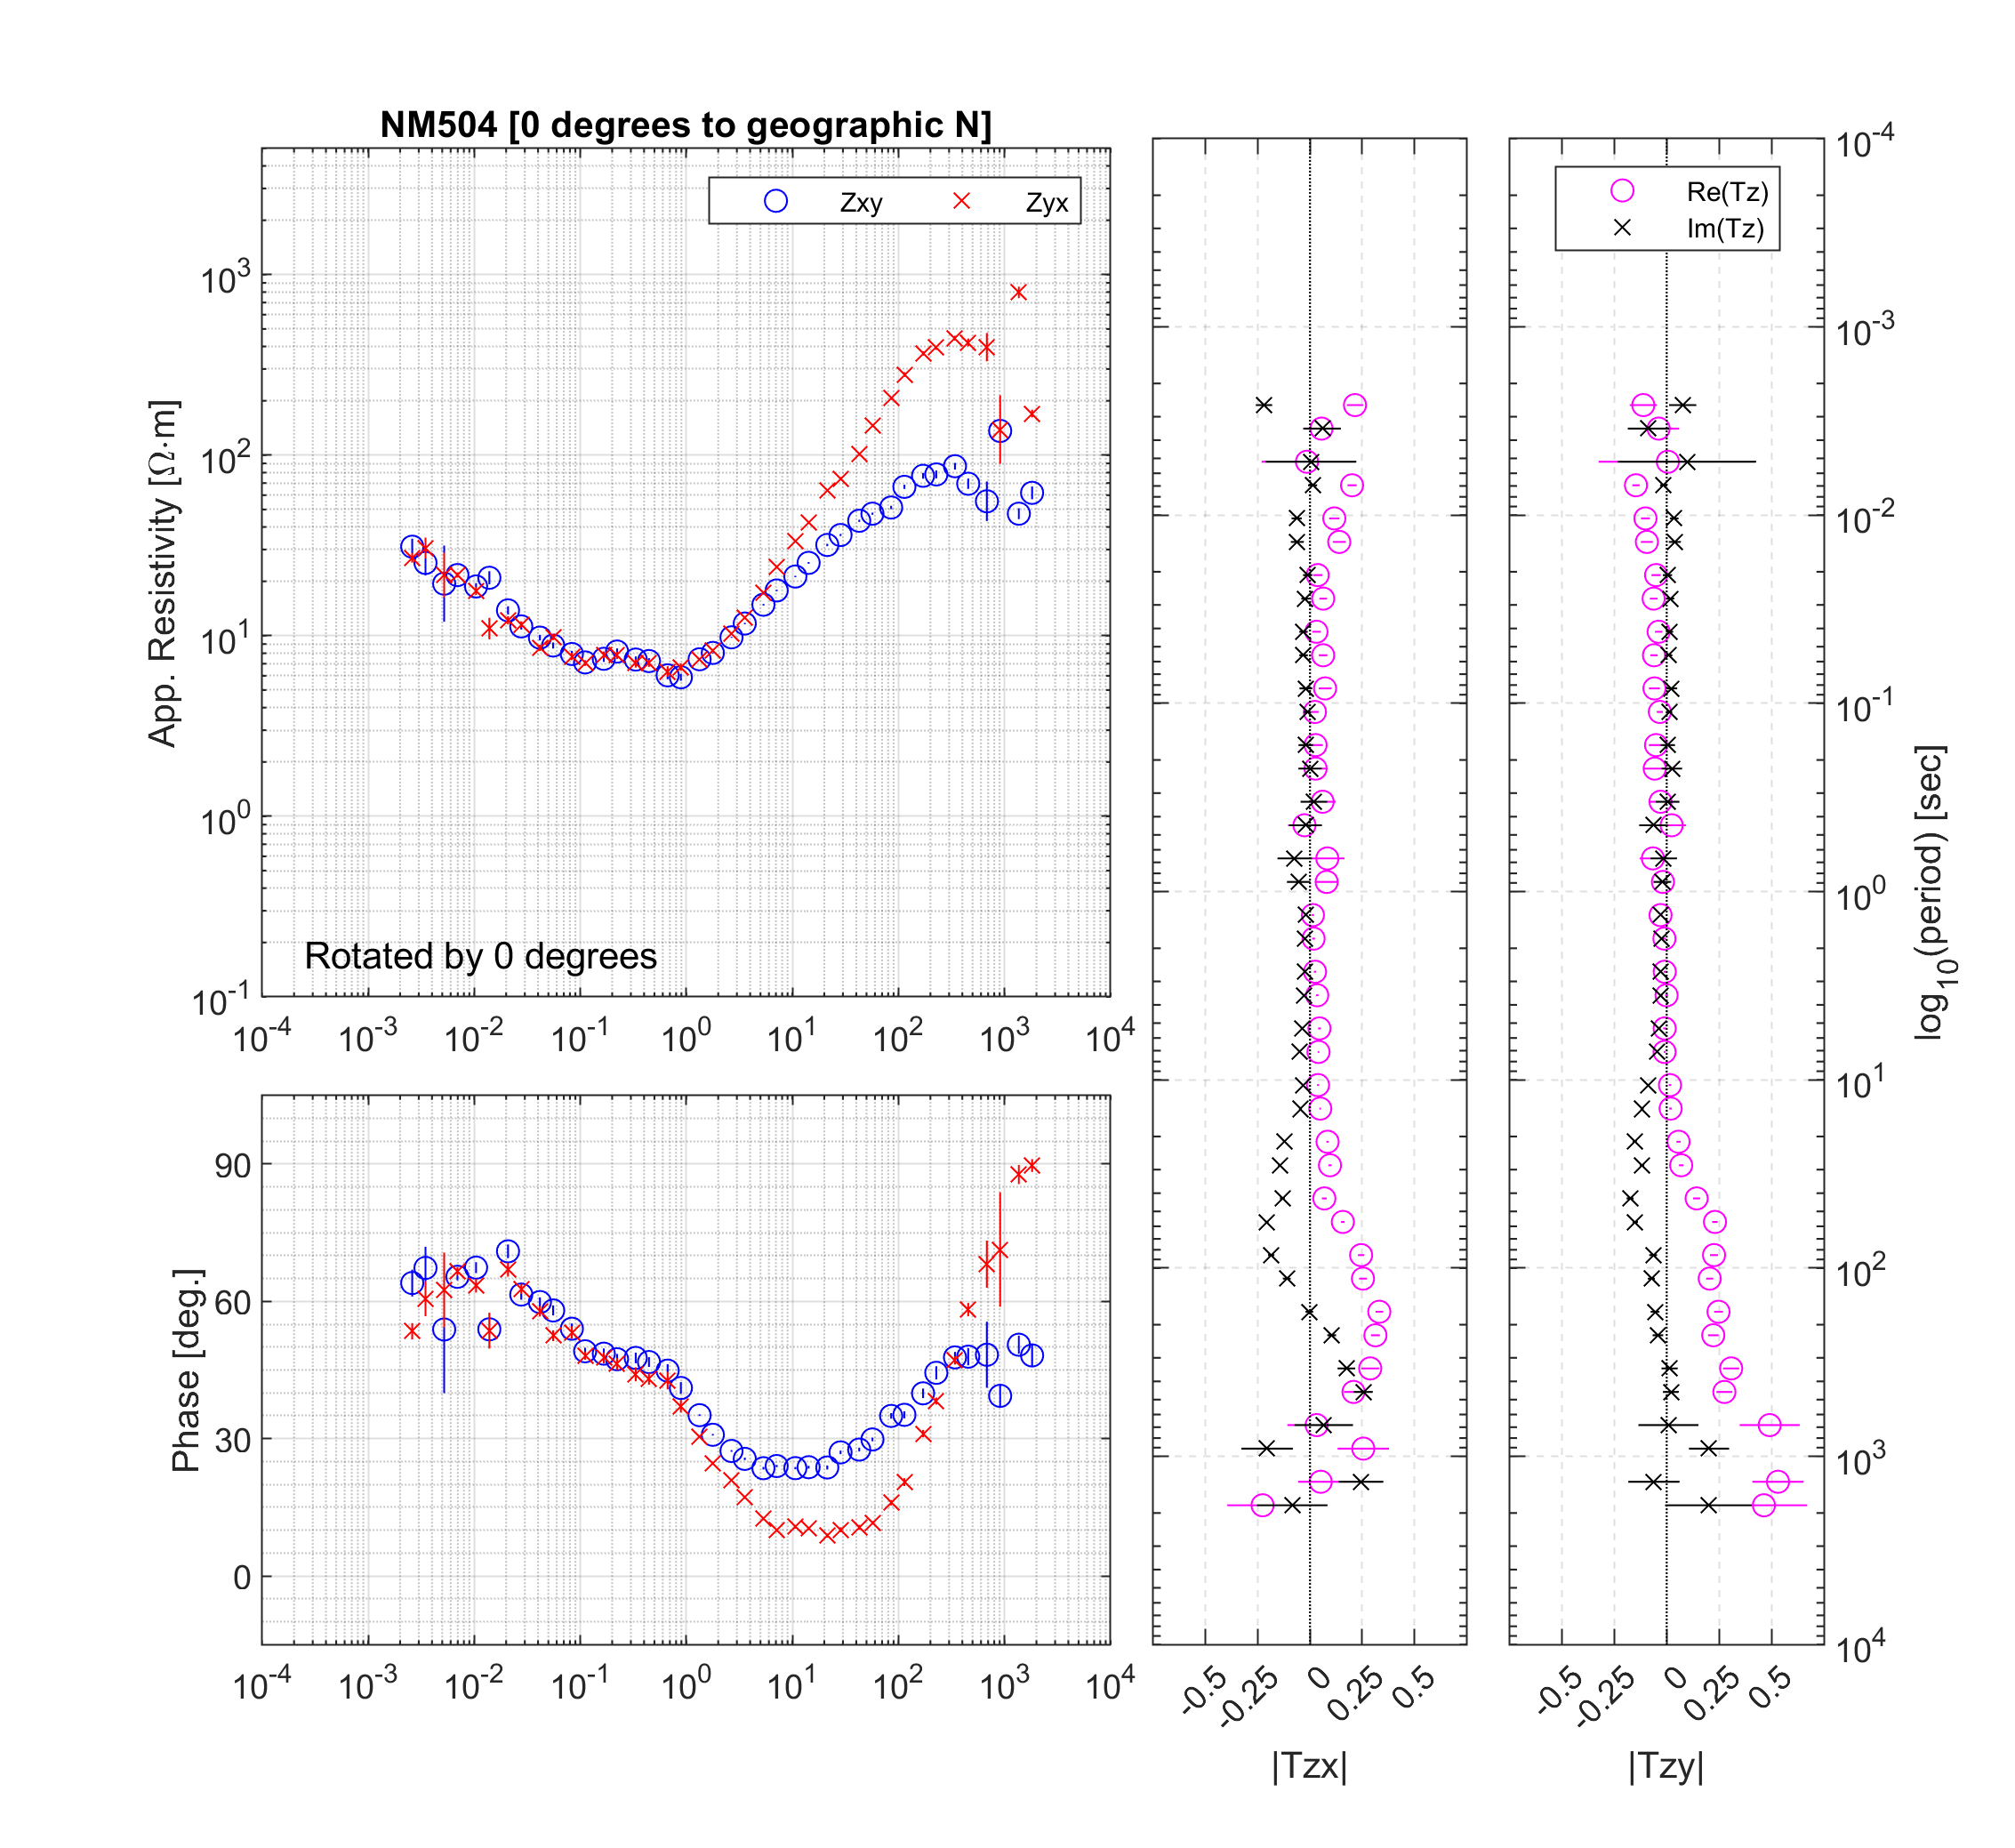 NM504 [0 degrees to geographic N]
Zxy Zyx
App. Resistivity [Ω·m]
10^3
10^2
10^1
10^0
10^-1
Rotated by 0 degrees
10^-4 10^-3 10^-2 10^-1 10^0 10^1 10^2 10^3 10^4
Phase [deg.]
90
60
30
0
10^-4 10^-3 10^-2 10^-1 10^0 10^1 10^2 10^3 10^4
-0.5 -0.25 0 0.25 0.5
|Tzx|
Re(Tz)
Im(Tz)
10^-4
10^-3
10^-2
10^-1
10^0
10^1
10^2
10^3
10^4
log10(period) [sec]
-0.5 -0.25 0 0.25 0.5
|Tzy|